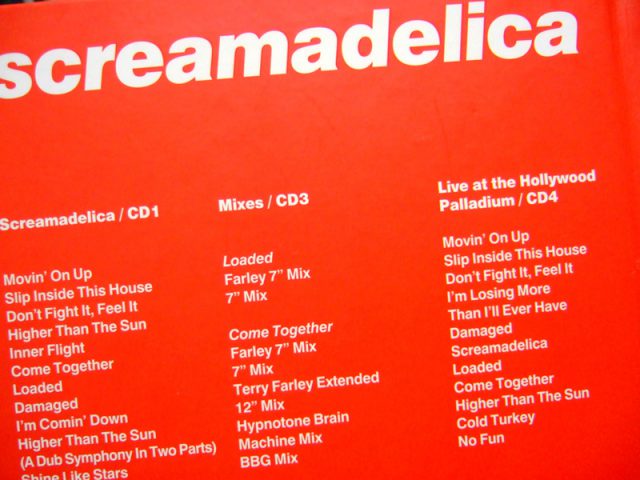 screamadelica
Screamadelica / CD1
Movin' On Up
Slip Inside This House
Don't Fight It, Feel It
Higher Than The Sun
Inner Flight
Come Together
Loaded
Damaged
I'm Comin' Down
Higher Than The Sun
(A Dub Symphony In Two Parts)
Shine Like Stars
Mixes / CD3
Loaded
Farley 7" Mix
7" Mix
Come Together
Farley 7" Mix
7" Mix
Terry Farley Extended
12" Mix
Hypnotone Brain
Machine Mix
BBG Mix
Live at the Hollywood
Palladium / CD4
Movin' On Up
Slip Inside This House
Don't Fight It, Feel It
I'm Losing More
Than I'll Ever Have
Damaged
Screamadelica
Loaded
Come Together
Higher Than The Sun
Cold Turkey
No Fun